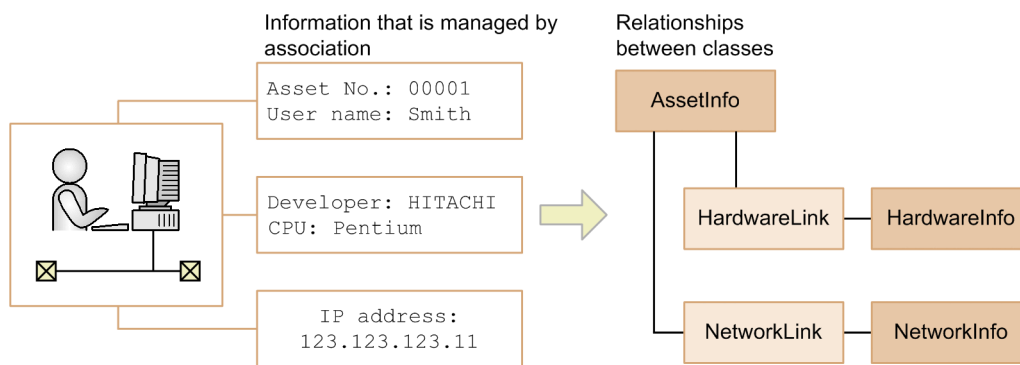 Information that is managed by
association
Relationships
between classes
Asset No.: 00001
User name: Smith
Developer: HITACHI
CPU: Pentium
IP address:
123.123.123.11
AssetInfo
HardwareLink
HardwareInfo
NetworkLink
NetworkInfo